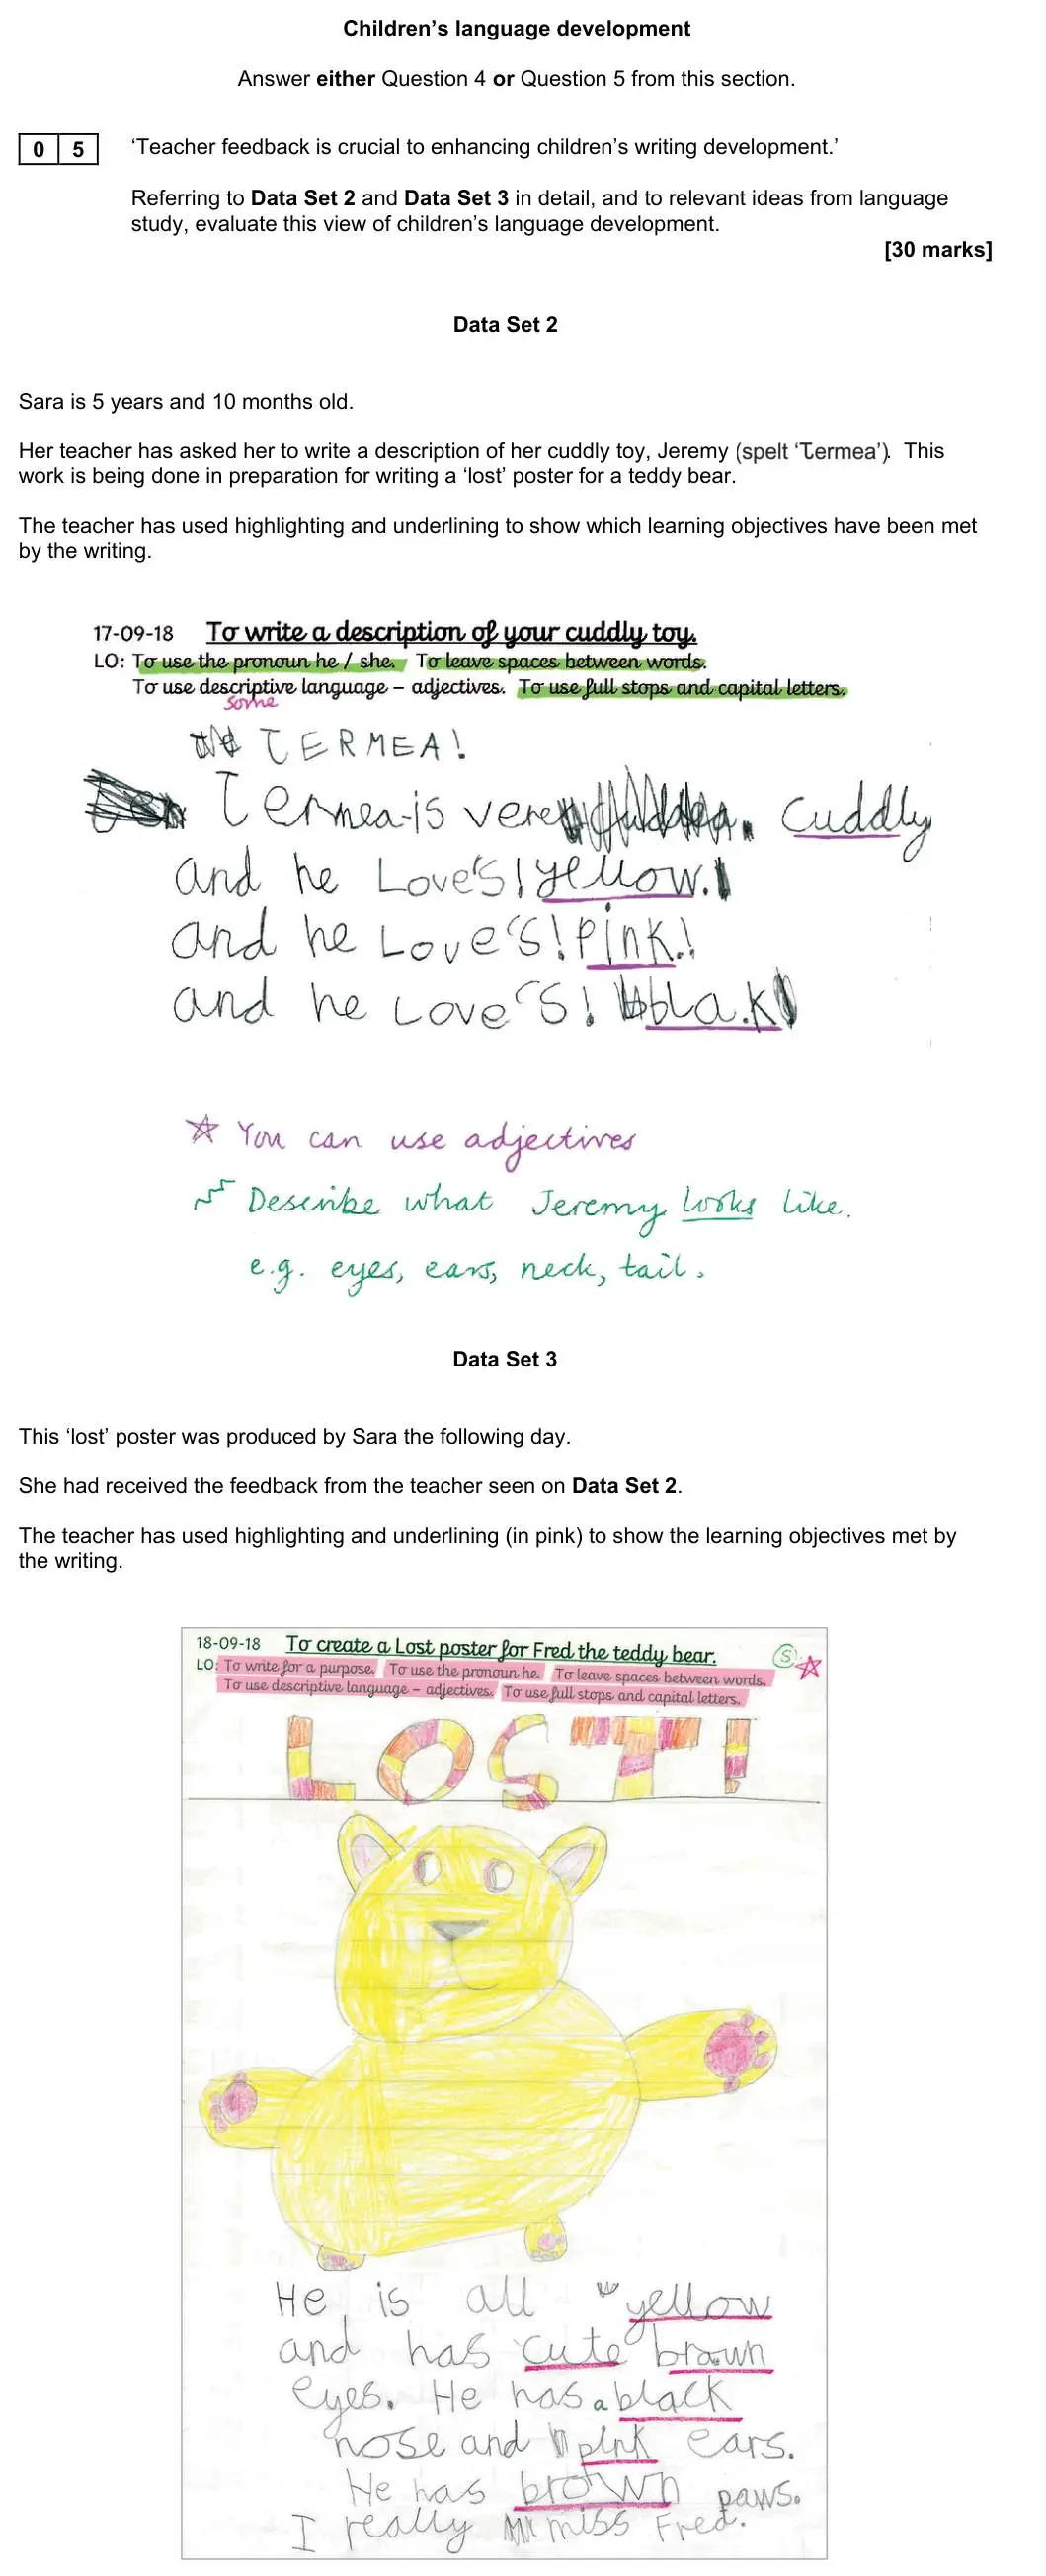 Children’s language development
Answer either Question 4 or Question 5 from this section.
0 5
‘Teacher feedback is crucial to enhancing children’s writing development.’
Referring to Data Set 2 and Data Set 3 in detail, and to relevant ideas from language
study, evaluate this view of children’s language development.
[30 marks]
Data Set 2
Sara is 5 years and 10 months old.
Her teacher has asked her to write a description of her cuddly toy, Jeremy (spelt ‘Termea’). This
work is being done in preparation for writing a ‘lost’ poster for a teddy bear.
The teacher has used highlighting and underlining to show which learning objectives have been met
by the writing.
17-09-18 To write a description of your cuddly toy.
LO: To use the pronoun he / she. To leave spaces between words.
To use descriptive language – adjectives. To use full stops and capital letters.
some
TERMEA!
Termea-is vere cuddly
and he Love's! yellow.
and he Love's! Pink.!
and he Love's! bla.k
☆ You can use adjectives
Describe what Jeremy looks like.
e.g. eyes, ears, neck, tail.
Data Set 3
This ‘lost’ poster was produced by Sara the following day.
She had received the feedback from the teacher seen on Data Set 2.
The teacher has used highlighting and underlining (in pink) to show the learning objectives met by
the writing.
18-09-18 To create a Lost poster for Fred the teddy bear.
S
LO: To write for a purpose. To use the pronoun he. To leave spaces between words.
To use descriptive language – adjectives. To use full stops and capital letters.
LOST!
He is all yellow
and has cute brown
eyes. He has a black
nose and pink ears.
He has brown paws.
I really miss Fred.